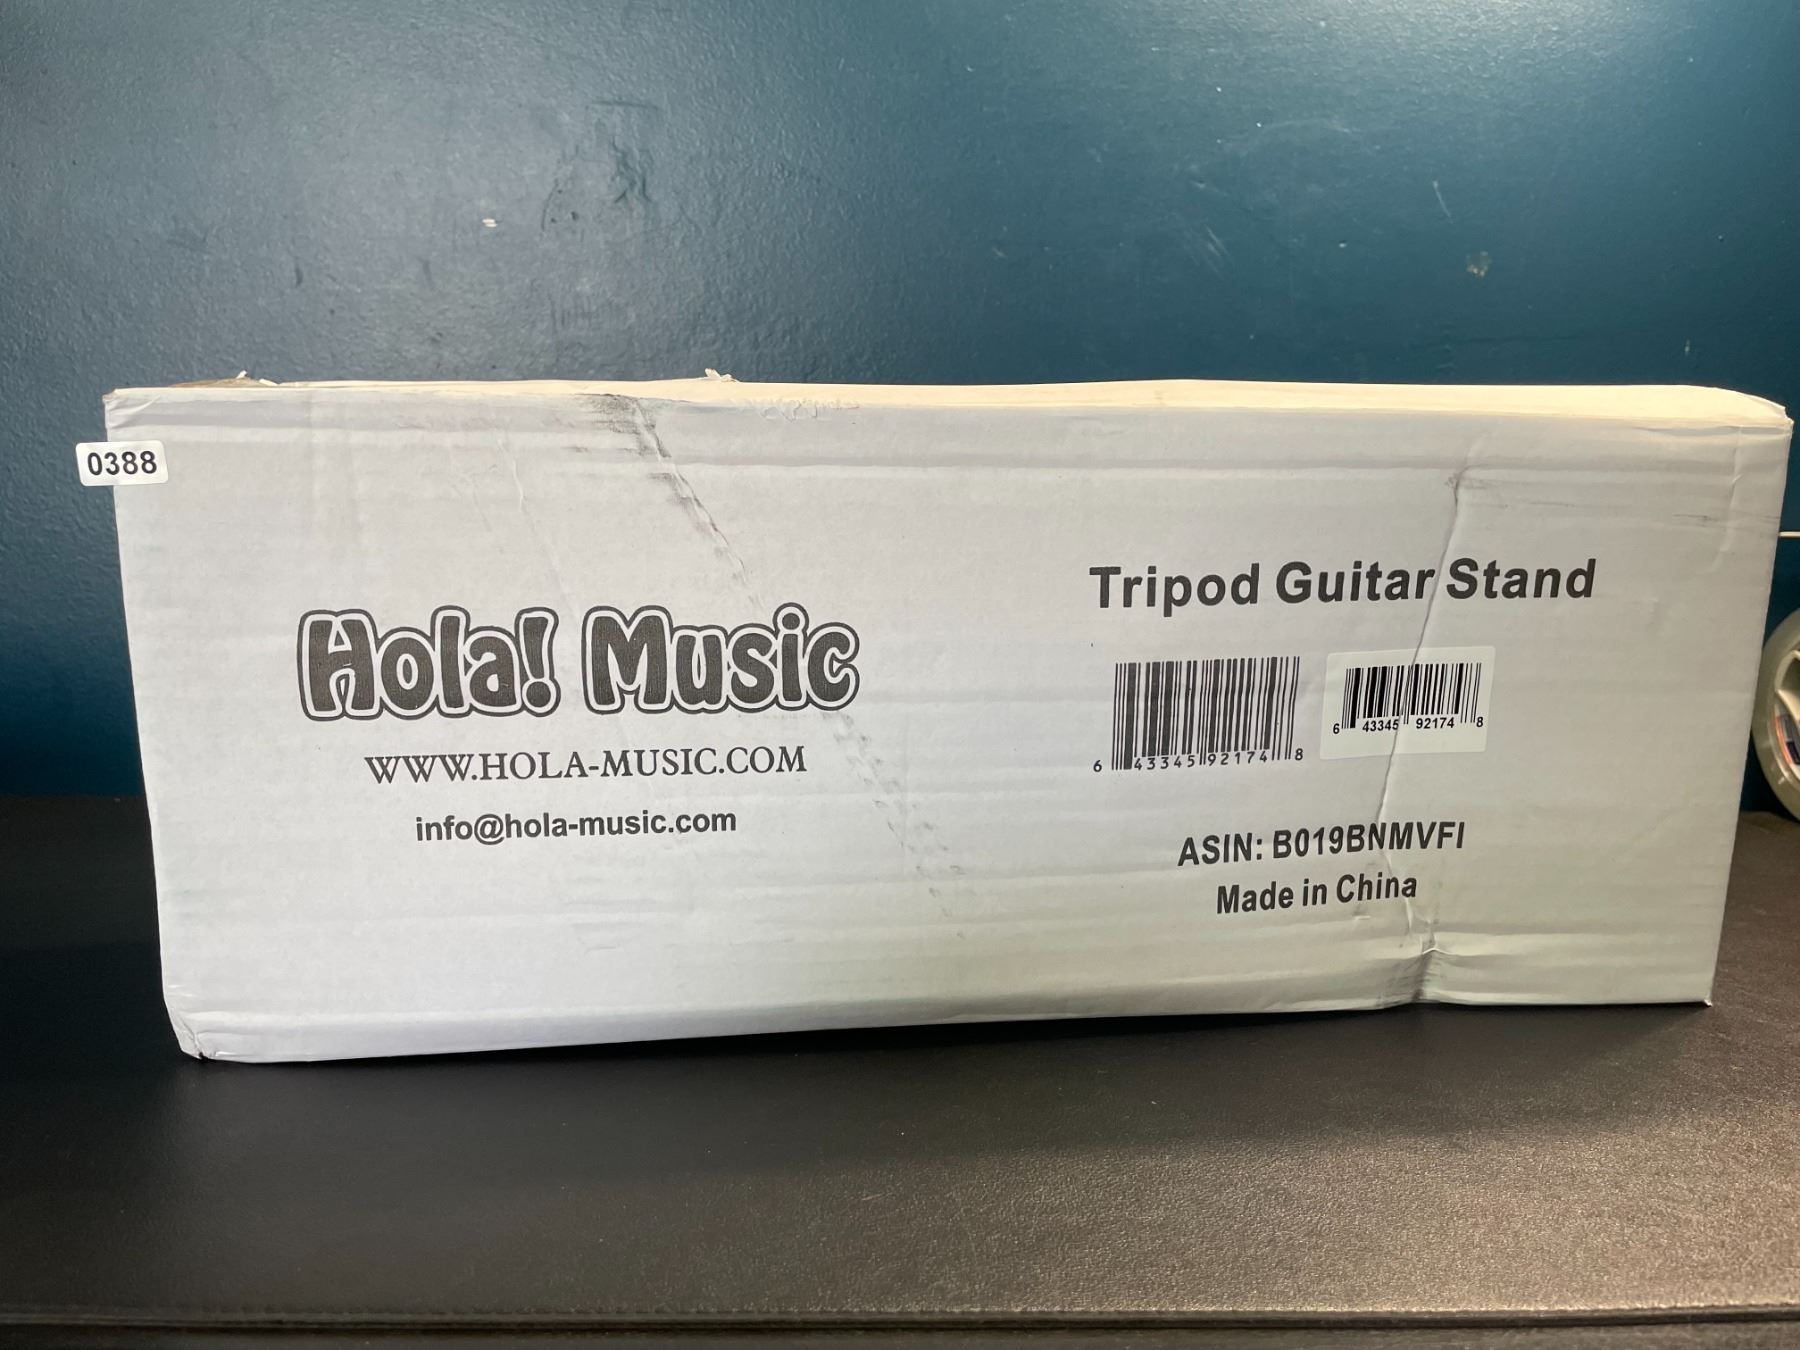 0388
Hola! Music
WWW.HOLA-MUSIC.COM
info@hola-music.com
Tripod Guitar Stand
6 43345 92174 8
6 43345 92174 8
ASIN: B019BNMVFI
Made in China